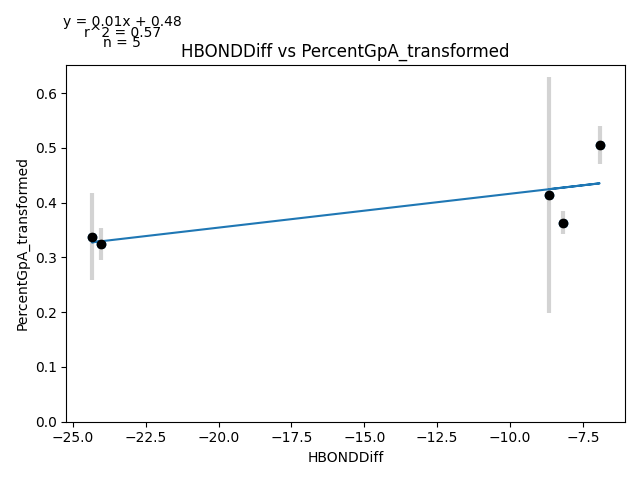 y = 0.01x + 0.48
r^2 = 0.57
n = 5
HBONDDiff vs PercentGpA_transformed
PercentGpA_transformed
0.6
0.5
0.4
0.3
0.2
0.1
0.0
−25.0 −22.5 −20.0 −17.5 −15.0 −12.5 −10.0 −7.5
HBONDDiff